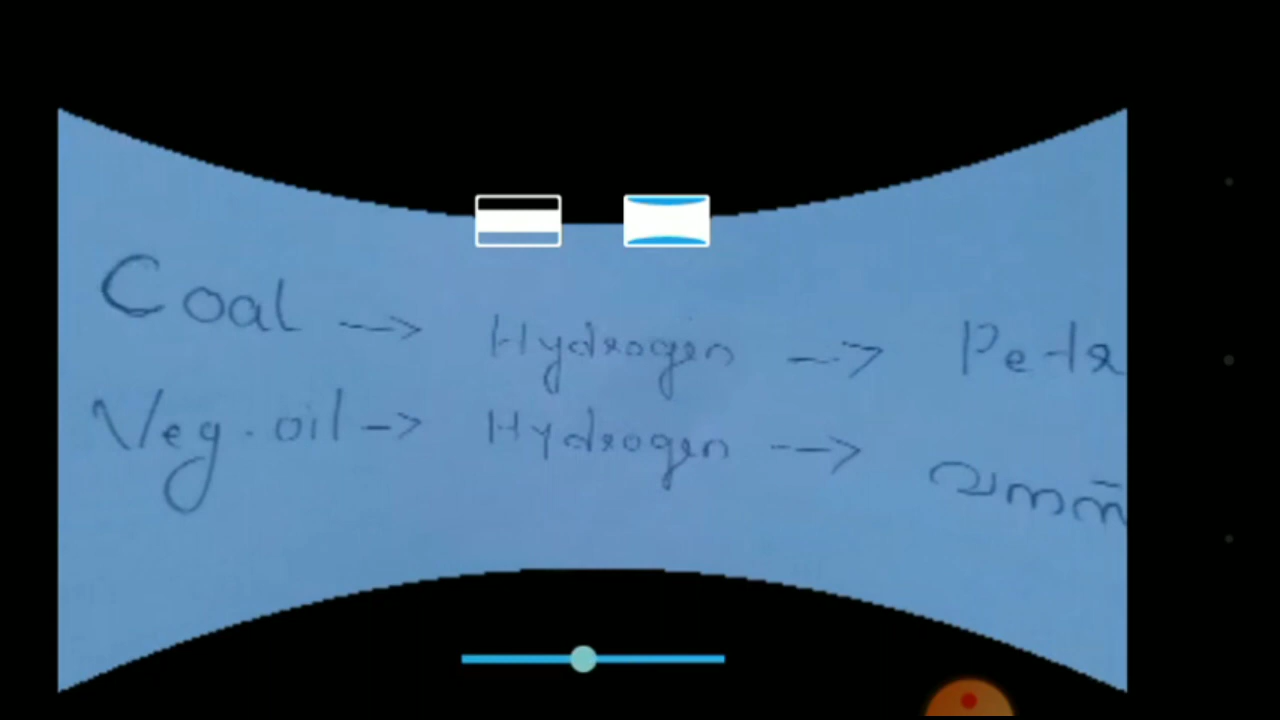 Coal --> Hydrogen --> Petr
Veg. oil --> Hydrogen -->